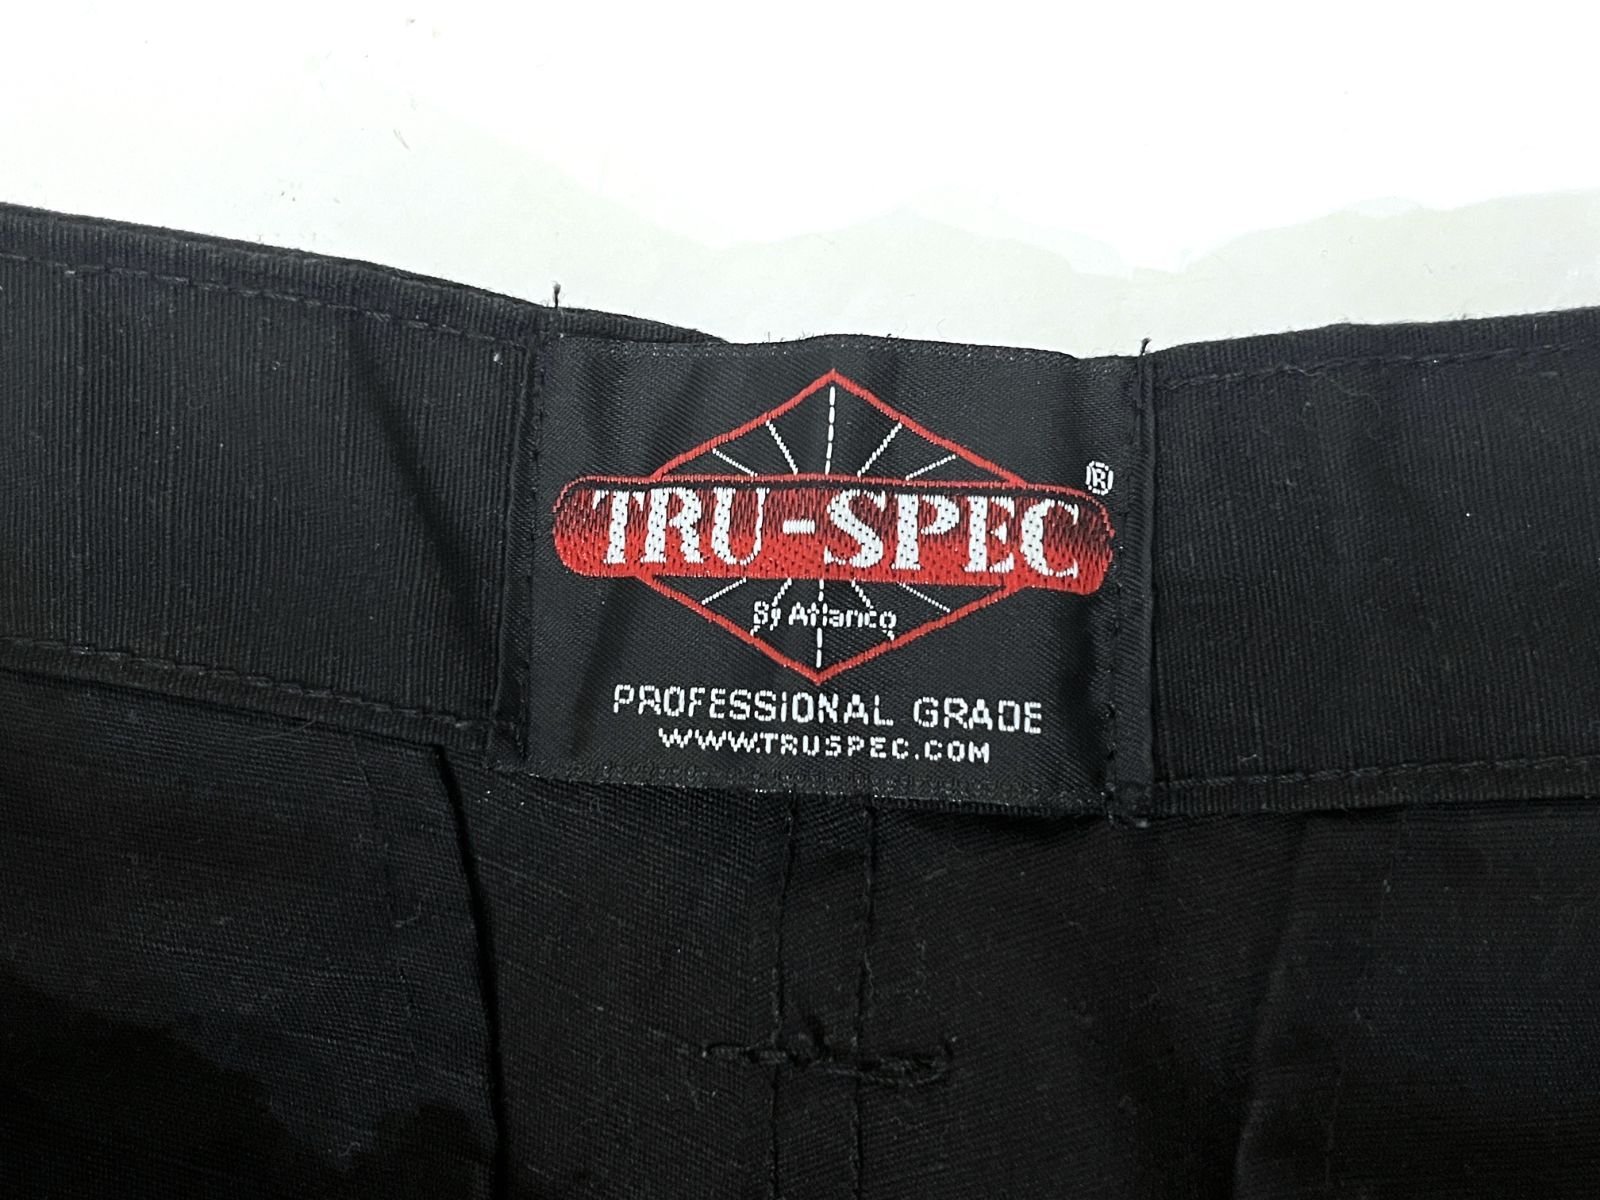 TRU-SPEC®
By Atlanco
PROFESSIONAL GRADE
WWW.TRUSPEC.COM